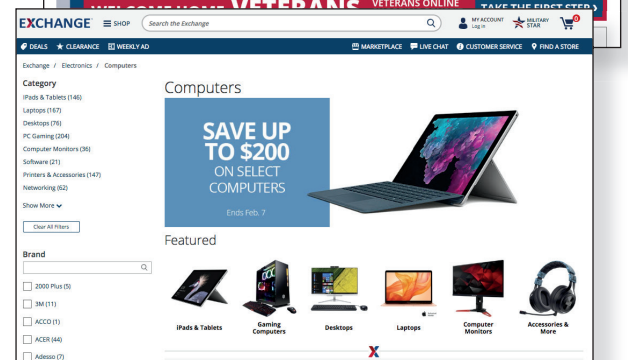 WELCOME HOME VETERANS VETERANS ONLINE TAKE THE FIRST STEP
EXCHANGE SHOP Search the Exchange MY ACCOUNT Log In MILITARY STAR 0
DEALS CLEARANCE WEEKLY AD MARKETPLACE LIVE CHAT CUSTOMER SERVICE FIND A STORE
Exchange / Electronics / Computers
Category
iPads & Tablets (146)
Laptops (167)
Desktops (76)
PC Gaming (204)
Computer Monitors (36)
Software (21)
Printers & Accessories (147)
Networking (62)
Show More
Clear All Filters
Brand
2000 Plus (5)
3M (11)
ACCO (1)
ACER (44)
Adesso (7)
Computers
SAVE UP
TO $200
ON SELECT
COMPUTERS
Ends Feb. 7
Featured
iPads & Tablets
Gaming
Computers
Desktops
Laptops
Computer
Monitors
Accessories &
More
X